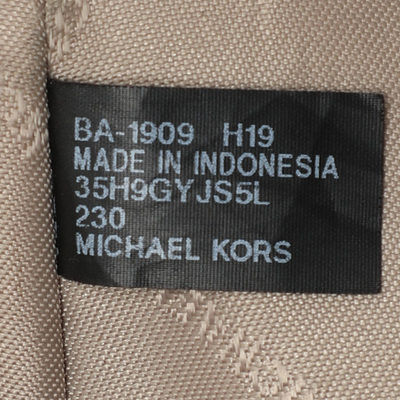 BA-1909 H19
MADE IN INDONESIA
35H9GYJS5L
230
MICHAEL KORS